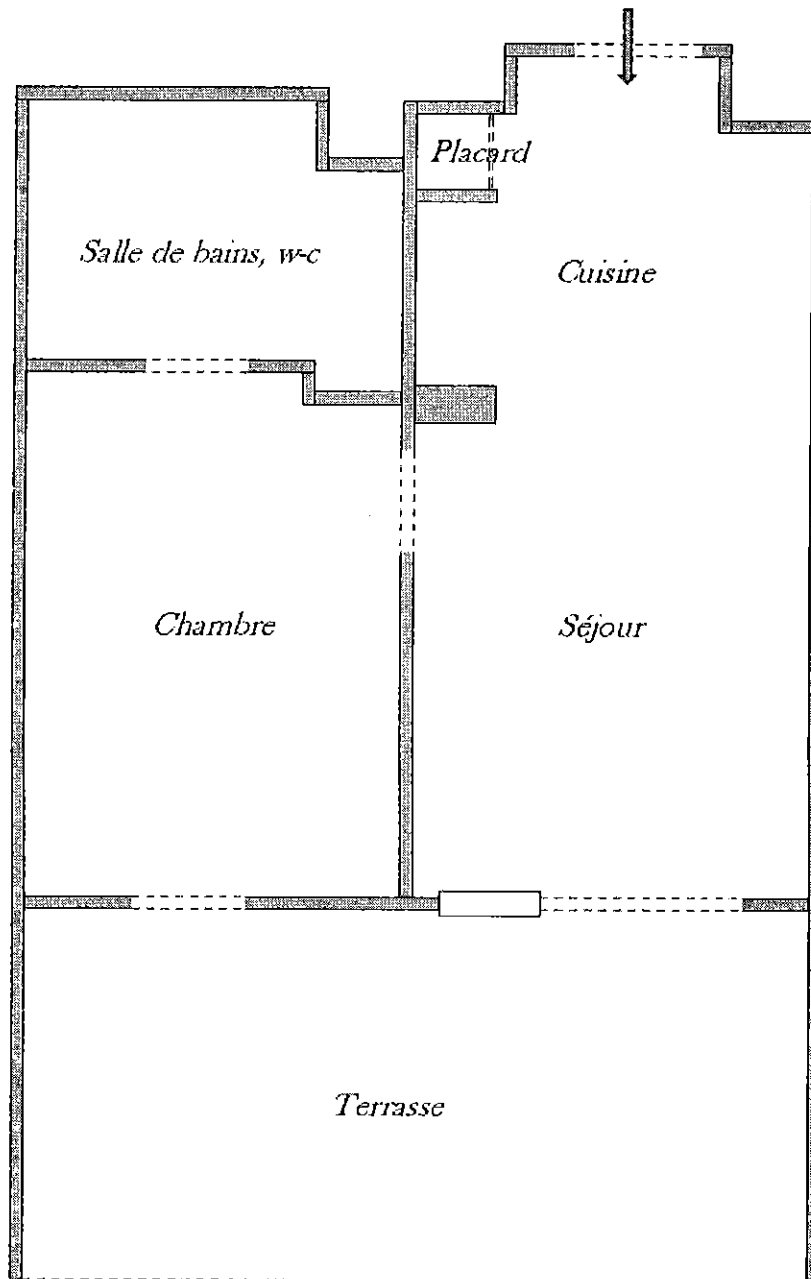 Placard
Salle de bains, w-c
Cuisine
Chambre
Séjour
Terrasse